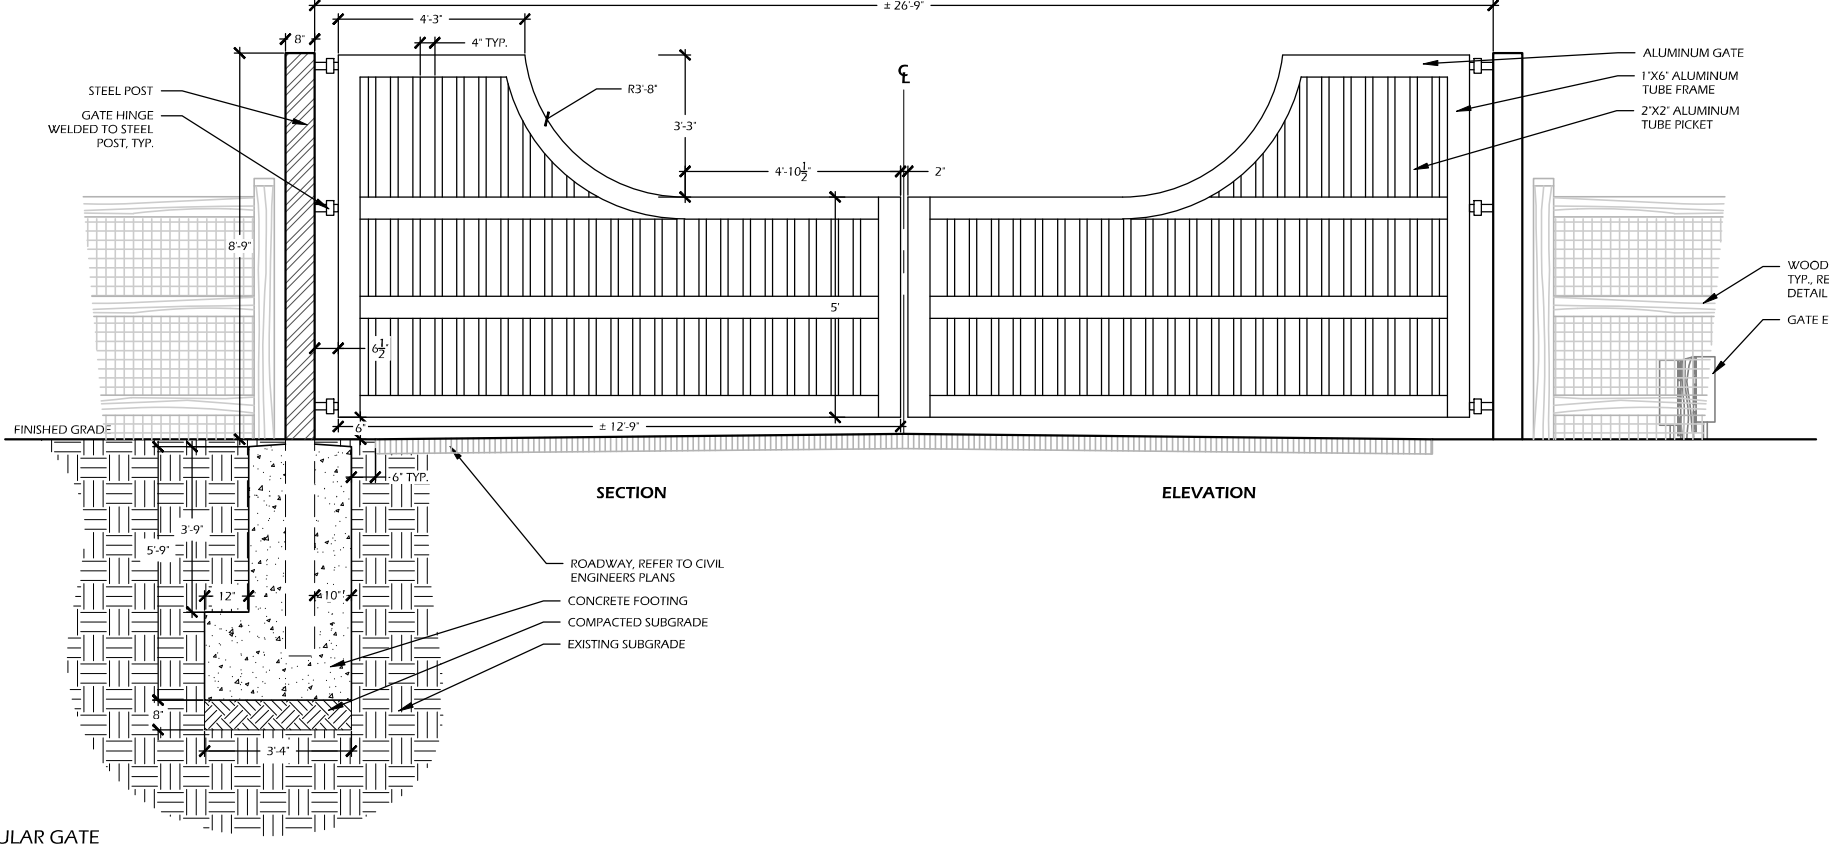 ± 26'-9"
4'-3"
8"
4" TYP.
ALUMINUM GATE
STEEL POST
GATE HINGE
WELDED TO STEEL
POST, TYP.
R3'-8"
3'-3"
4'-10 1/2"
2"
1"X6" ALUMINUM
TUBE FRAME
2"X2" ALUMINUM
TUBE PICKET
8'-9"
WOOD
TYP., RE
DETAIL
GATE E
5'
6 1/2"
6"
± 12'-9"
FINISHED GRADE
6" TYP.
SECTION
ELEVATION
3'-9"
5'-9"
12"
10"
ROADWAY, REFER TO CIVIL
ENGINEERS PLANS
CONCRETE FOOTING
COMPACTED SUBGRADE
EXISTING SUBGRADE
8"
3'-4"
ULAR GATE